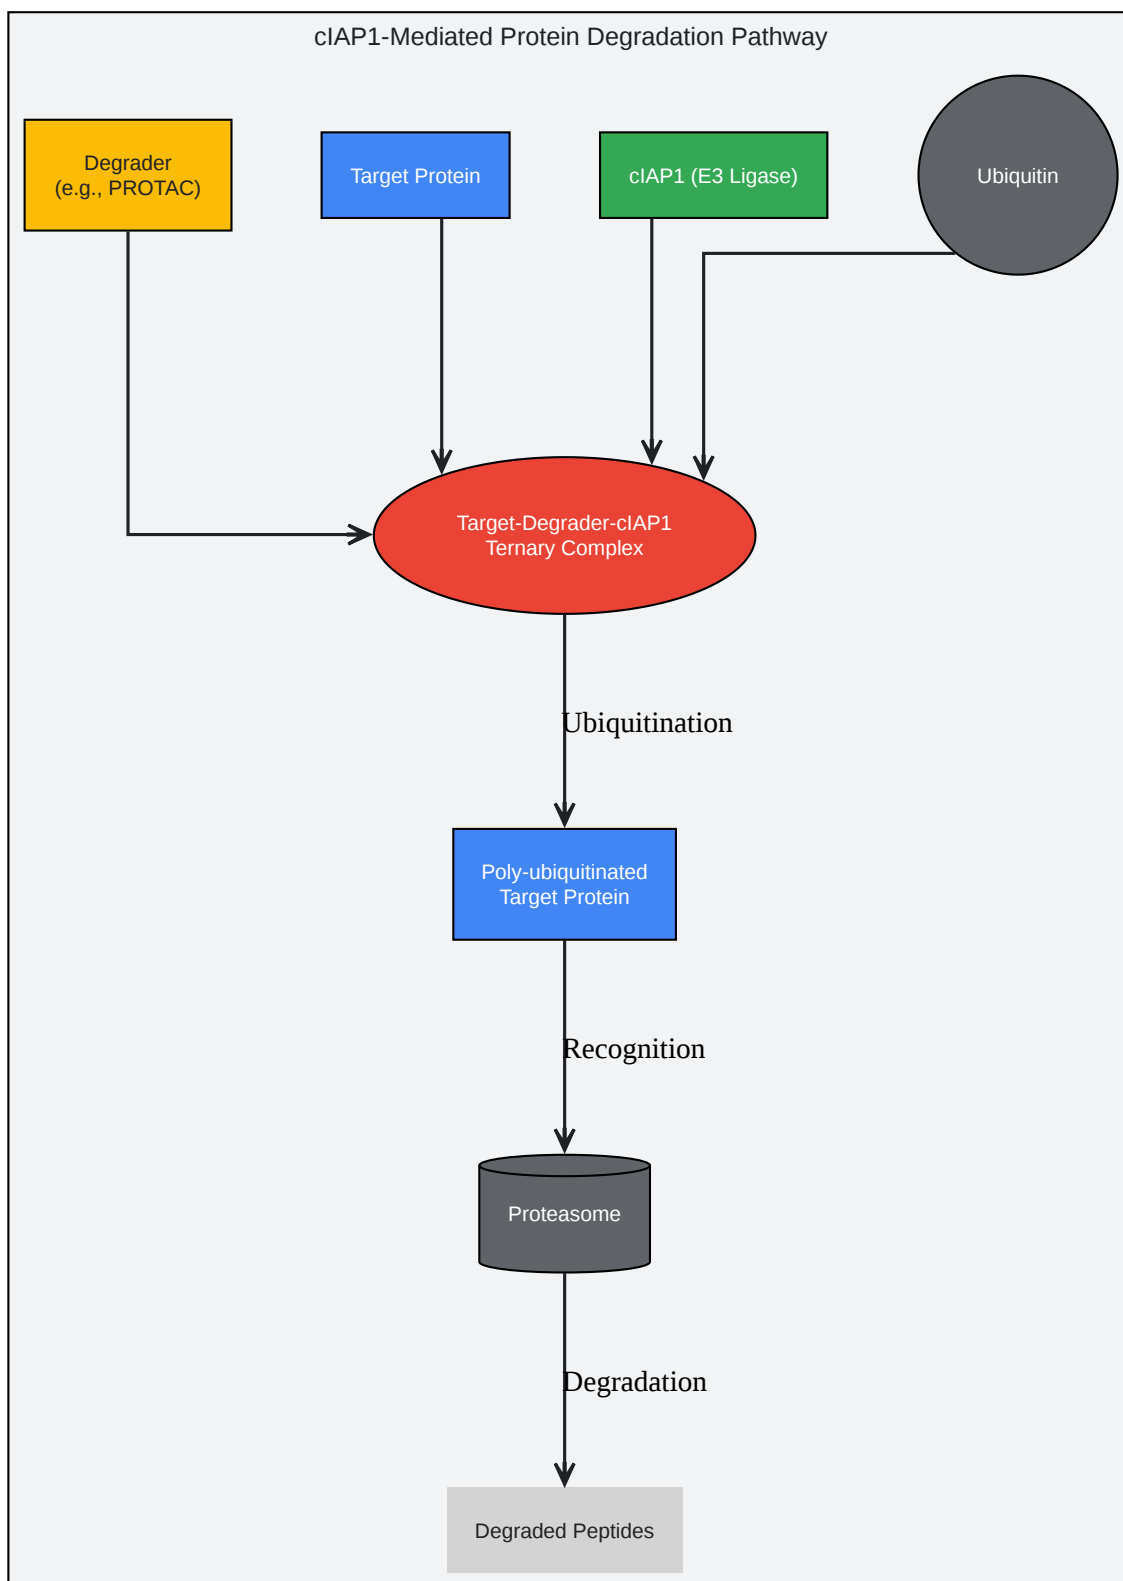 cIAP1-Mediated Protein Degradation Pathway
Degrader
(e.g., PROTAC)
Target Protein
cIAP1 (E3 Ligase)
Ubiquitin
Target-Degrader-cIAP1
Ternary Complex
Ubiquitination
Poly-ubiquitinated
Target Protein
Recognition
Proteasome
Degradation
Degraded Peptides